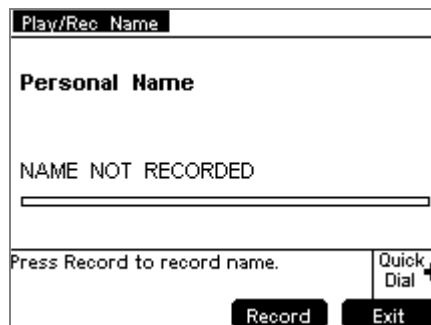 Play/Rec Name
Personal Name
NAME NOT RECORDED
Press Record to record name.
Quick
Dial
Record
Exit